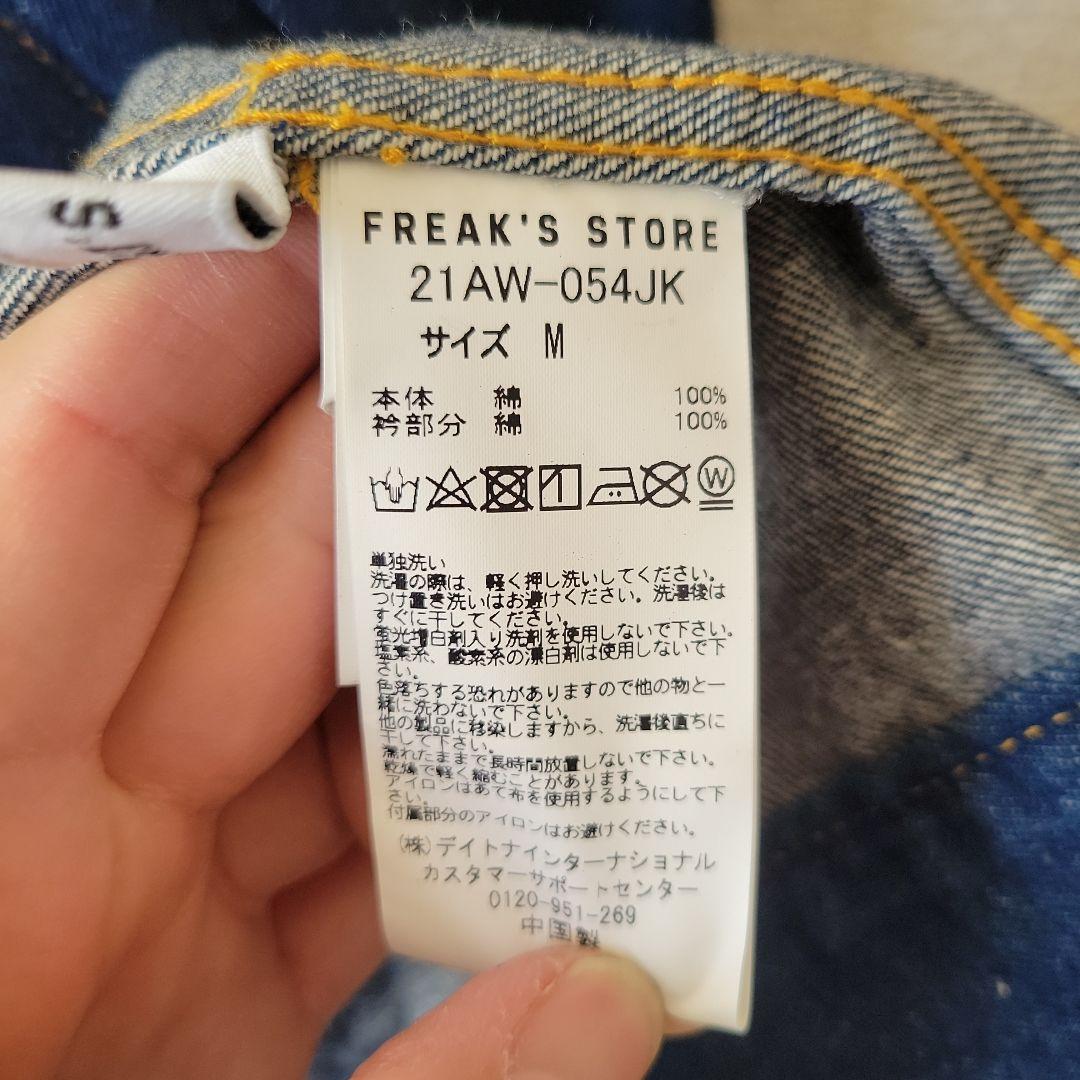 FREAK'S STORE
21AW-054JK
サイズ M
本体 綿 100%
衿部分 綿 100%
W
単独洗い
洗濯の際は、軽く押し洗いしてください。
つけ置き洗いはお避けください。洗濯後は
すぐに干してください。
蛍光増白剤入り洗剤を使用しないで下さい。
塩素系、酸素系の漂白剤は使用しないで下
さい。
色落ちする恐れがありますので他の物と一
緒に洗わないで下さい。
他の製品に移染しますから、洗濯後直ちに
干して下さい。
濡れたままで長時間放置しないで下さい。
乾燥で軽く縮むことがあります。
アイロンはあて布を使用するようにして下
さい。
付属部分のアイロンはお避けください。
(株)デイトナインターナショナル
カスタマーサポートセンター
0120-951-269
中国製
S